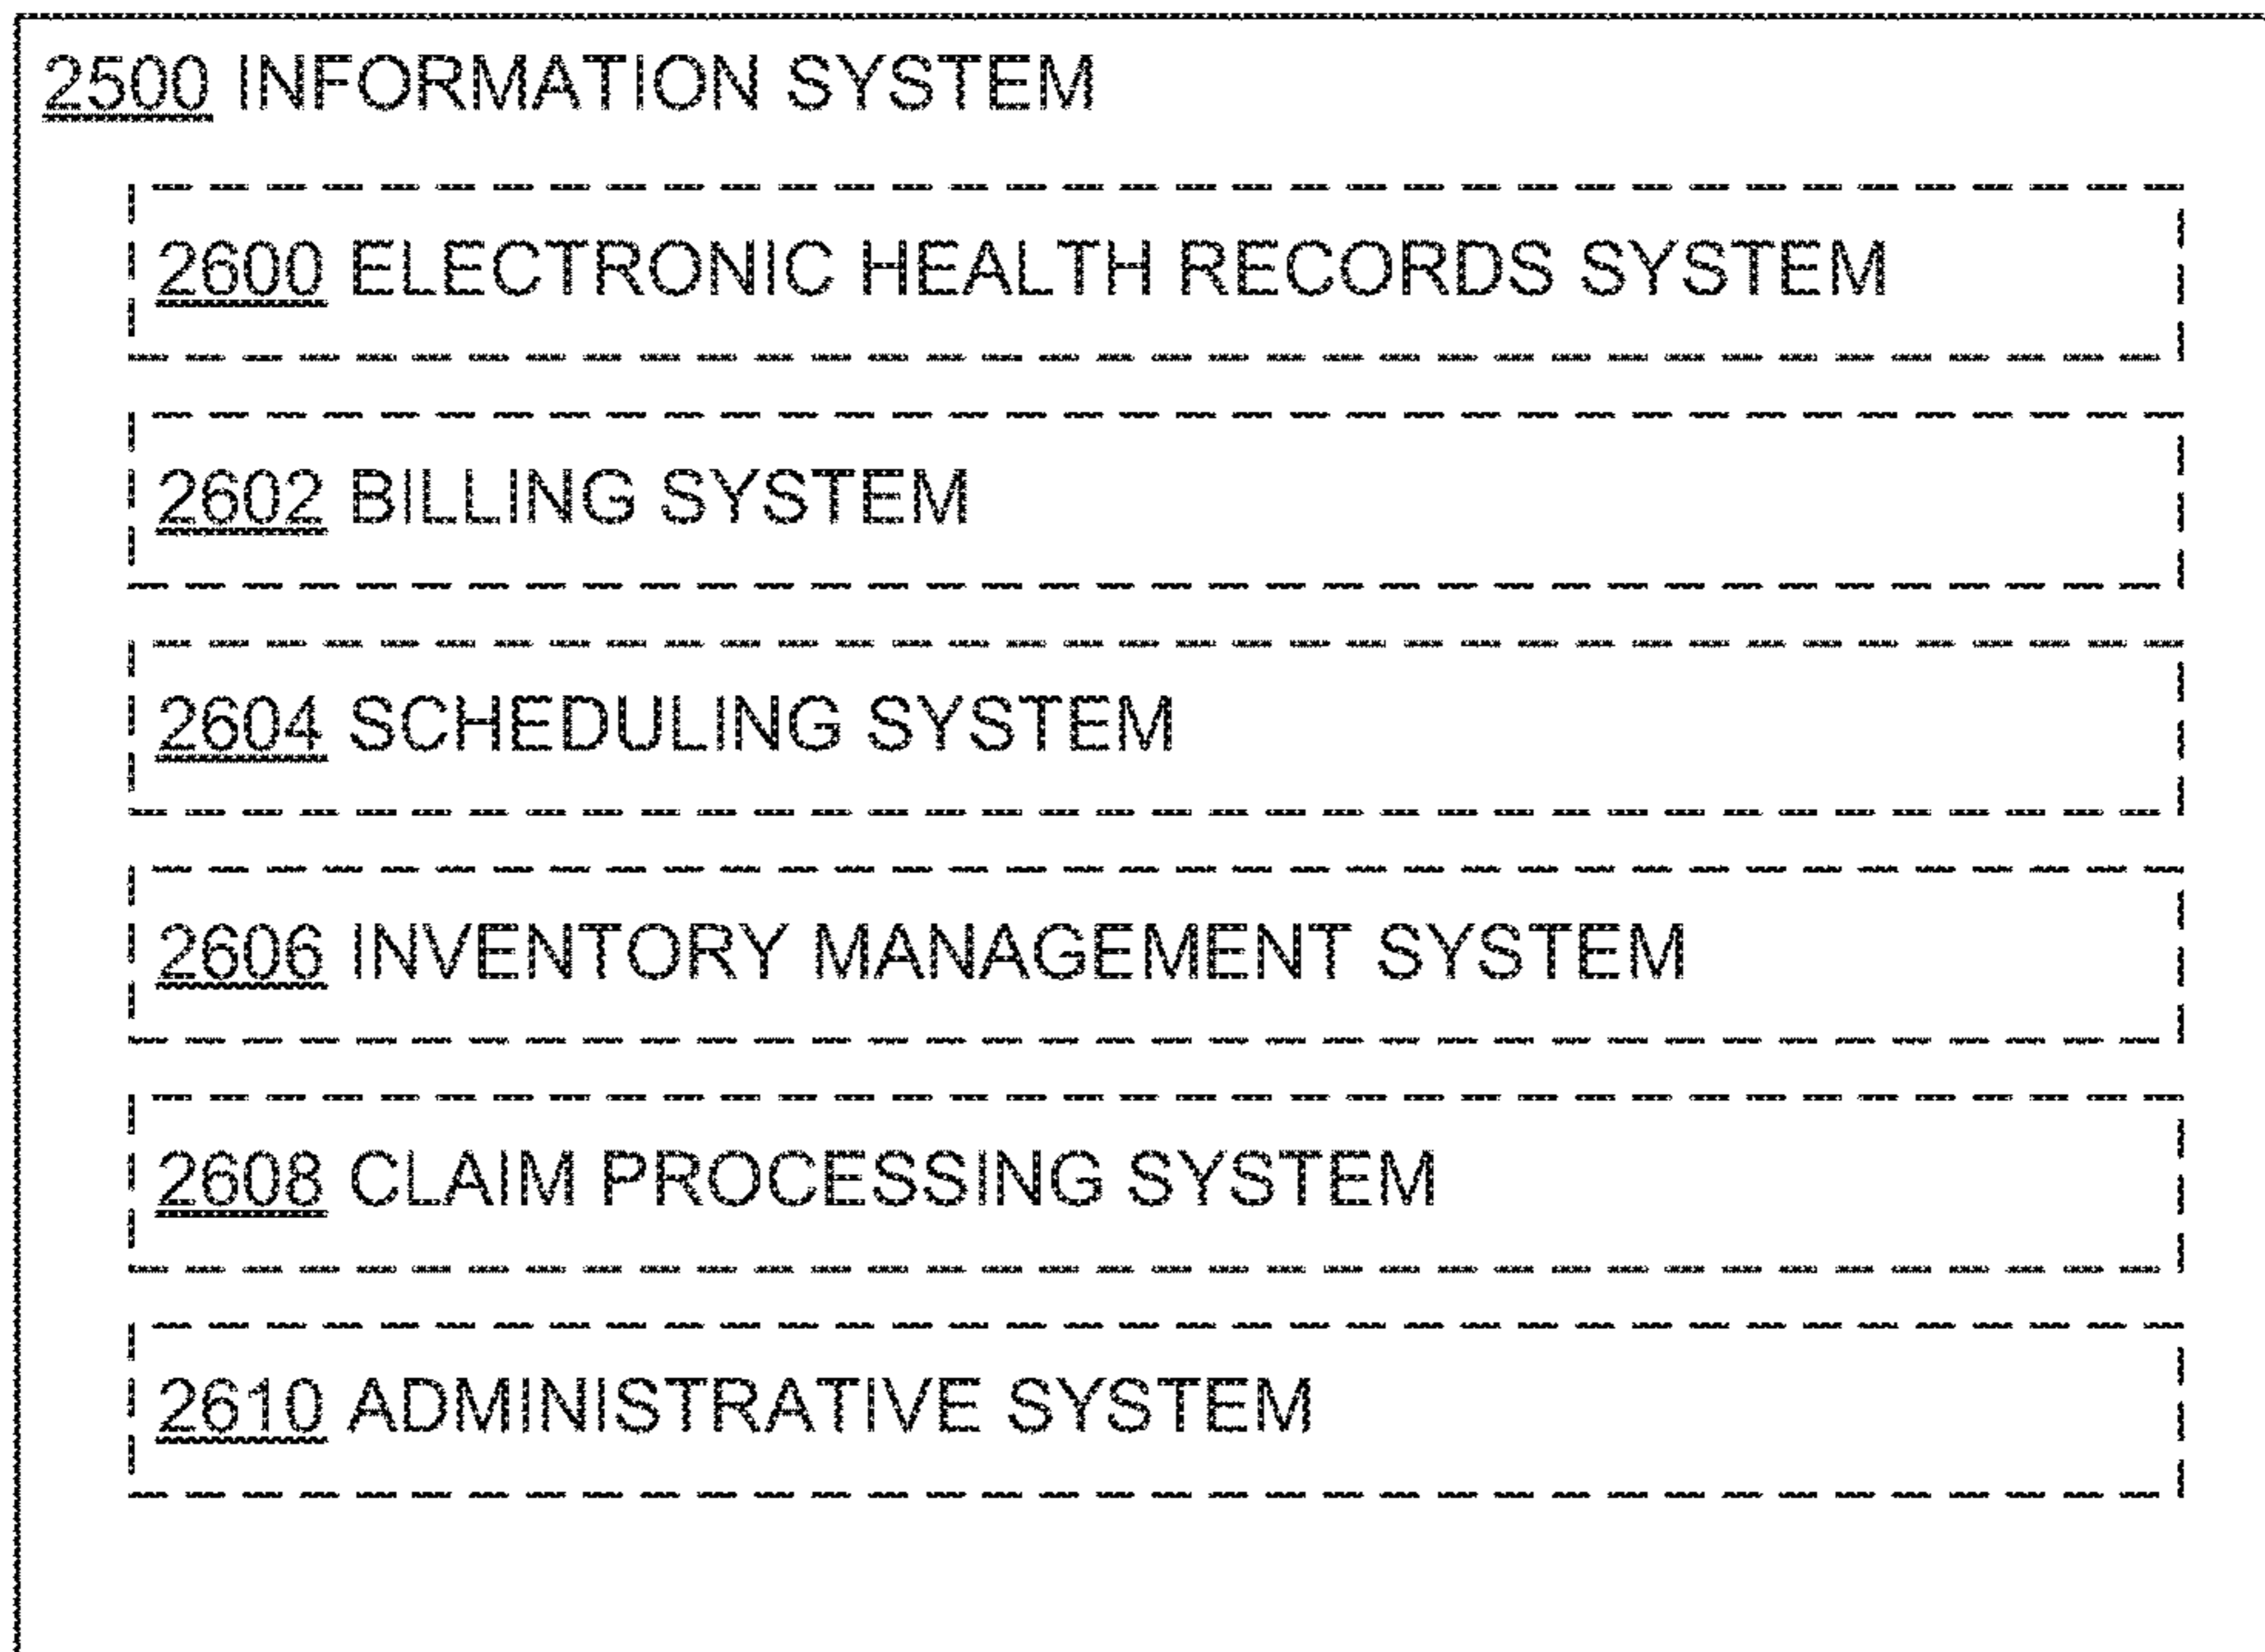 2500 INFORMATION SYSTEM
2600 ELECTRONIC HEALTH RECORDS SYSTEM
2602 BILLING SYSTEM
2604 SCHEDULING SYSTEM
2606 INVENTORY MANAGEMENT SYSTEM
2608 CLAIM PROCESSING SYSTEM
2610 ADMINISTRATIVE SYSTEM